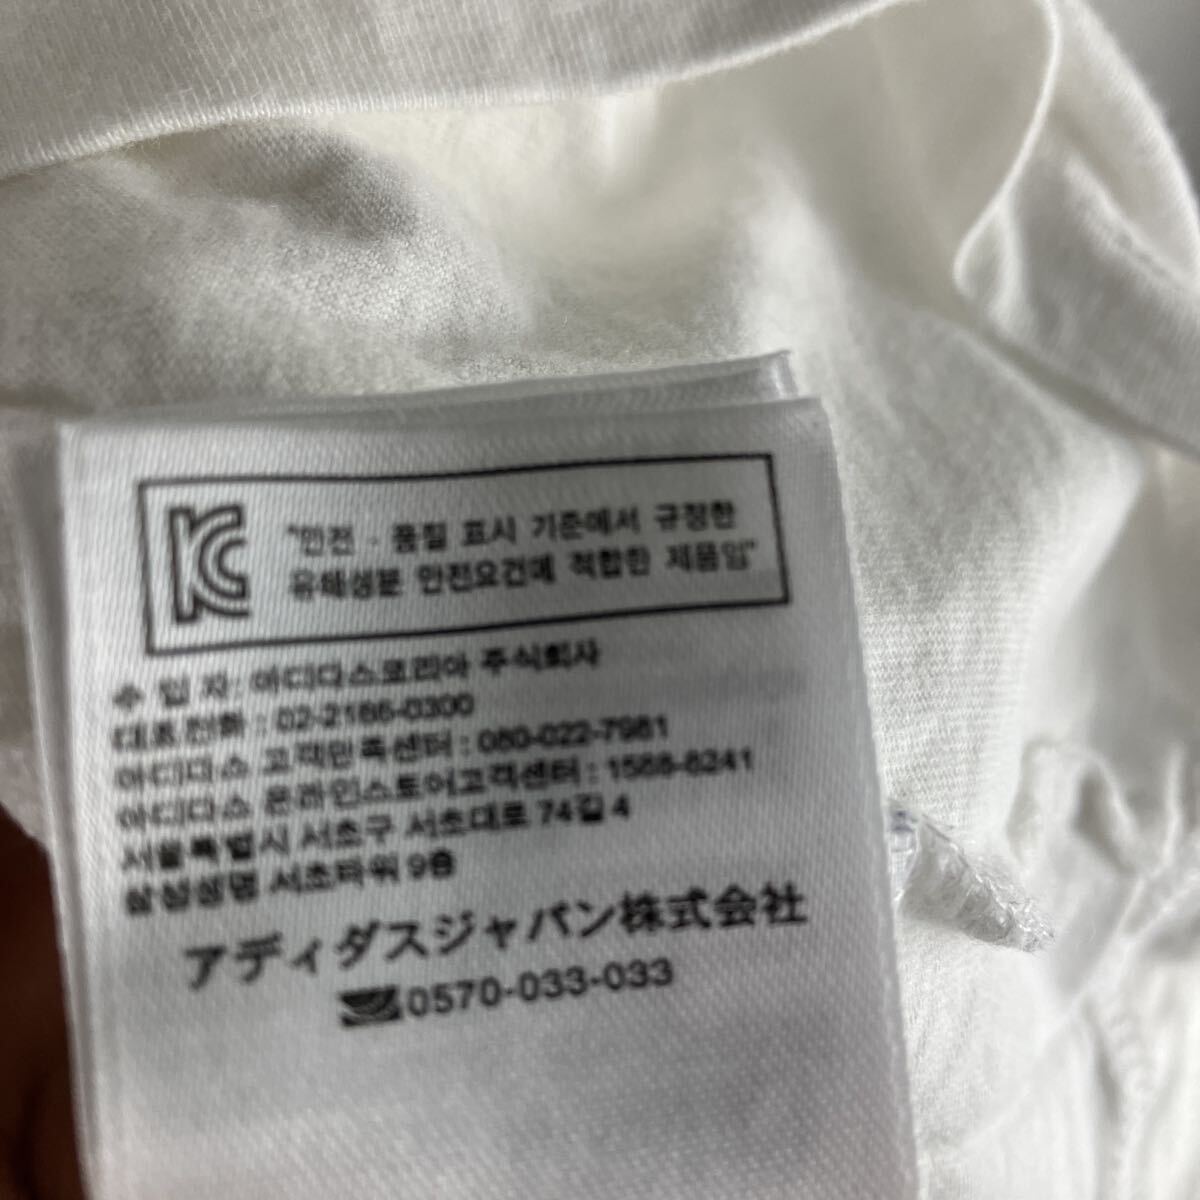 KC
"안전 · 품질 표시 기준에서 규정한
유해성분 안전요건에 적합한 제품임"
수 입 자: 아디다스코리아 주식회사
대표전화 : 02-2186-0300
아디다스 고객만족센터 : 080-022-7981
아디다스 온라인스토어고객센터 : 1588-8241
서울특별시 서초구 서초대로 74길 4
삼성생명 서초타워 9층
アディダスジャパン株式会社
0570-033-033